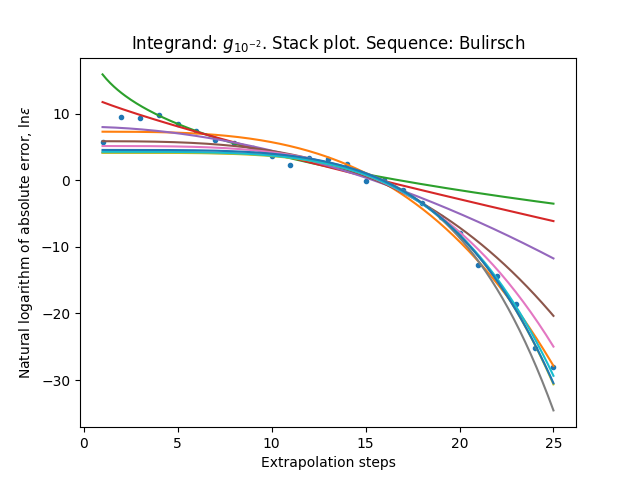 Integrand: g₁₀⁻². Stack plot. Sequence: Bulirsch
Natural logarithm of absolute error, lnε
10
0
−10
−20
−30
0 5 10 15 20 25
Extrapolation steps